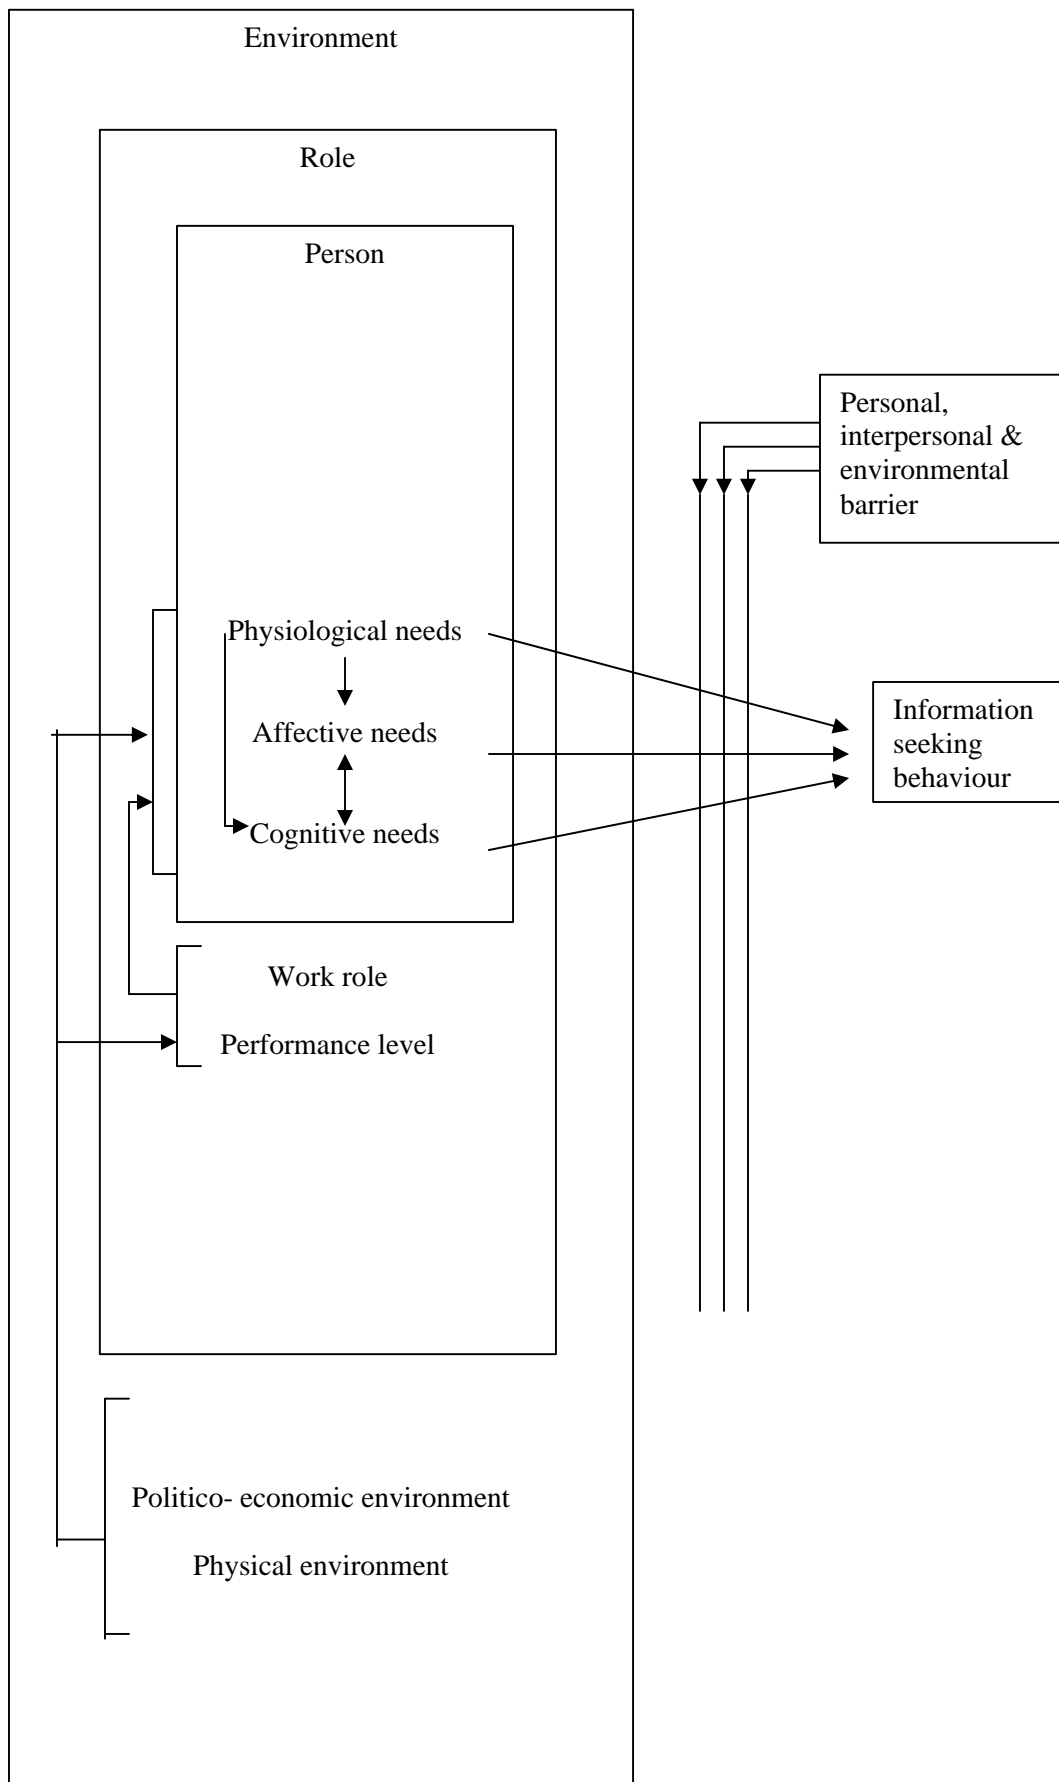 Environment
Role
Person
Personal,
interpersonal &
environmental
barrier
Physiological needs
Affective needs
Cognitive needs
Information
seeking
behaviour
Work role
Performance level
Politico- economic environment
Physical environment